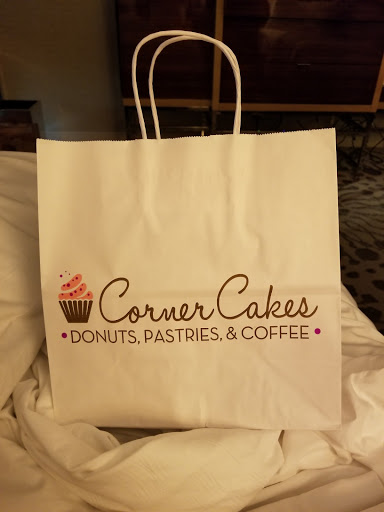 Corner Cakes
• DONUTS, PASTRIES, & COFFEE •